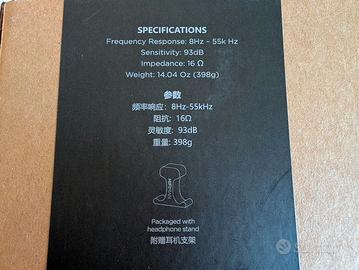 SPECIFICATIONS
Frequency Response: 8Hz – 55k Hz
Sensitivity: 93dB
Impedance: 16 Ω
Weight: 14.04 Oz (398g)
参数
频率响应: 8Hz-55kHz
阻抗: 16Ω
灵敏度: 93dB
重量: 398g
Packaged with
headphone stand
附赠耳机支架
subito